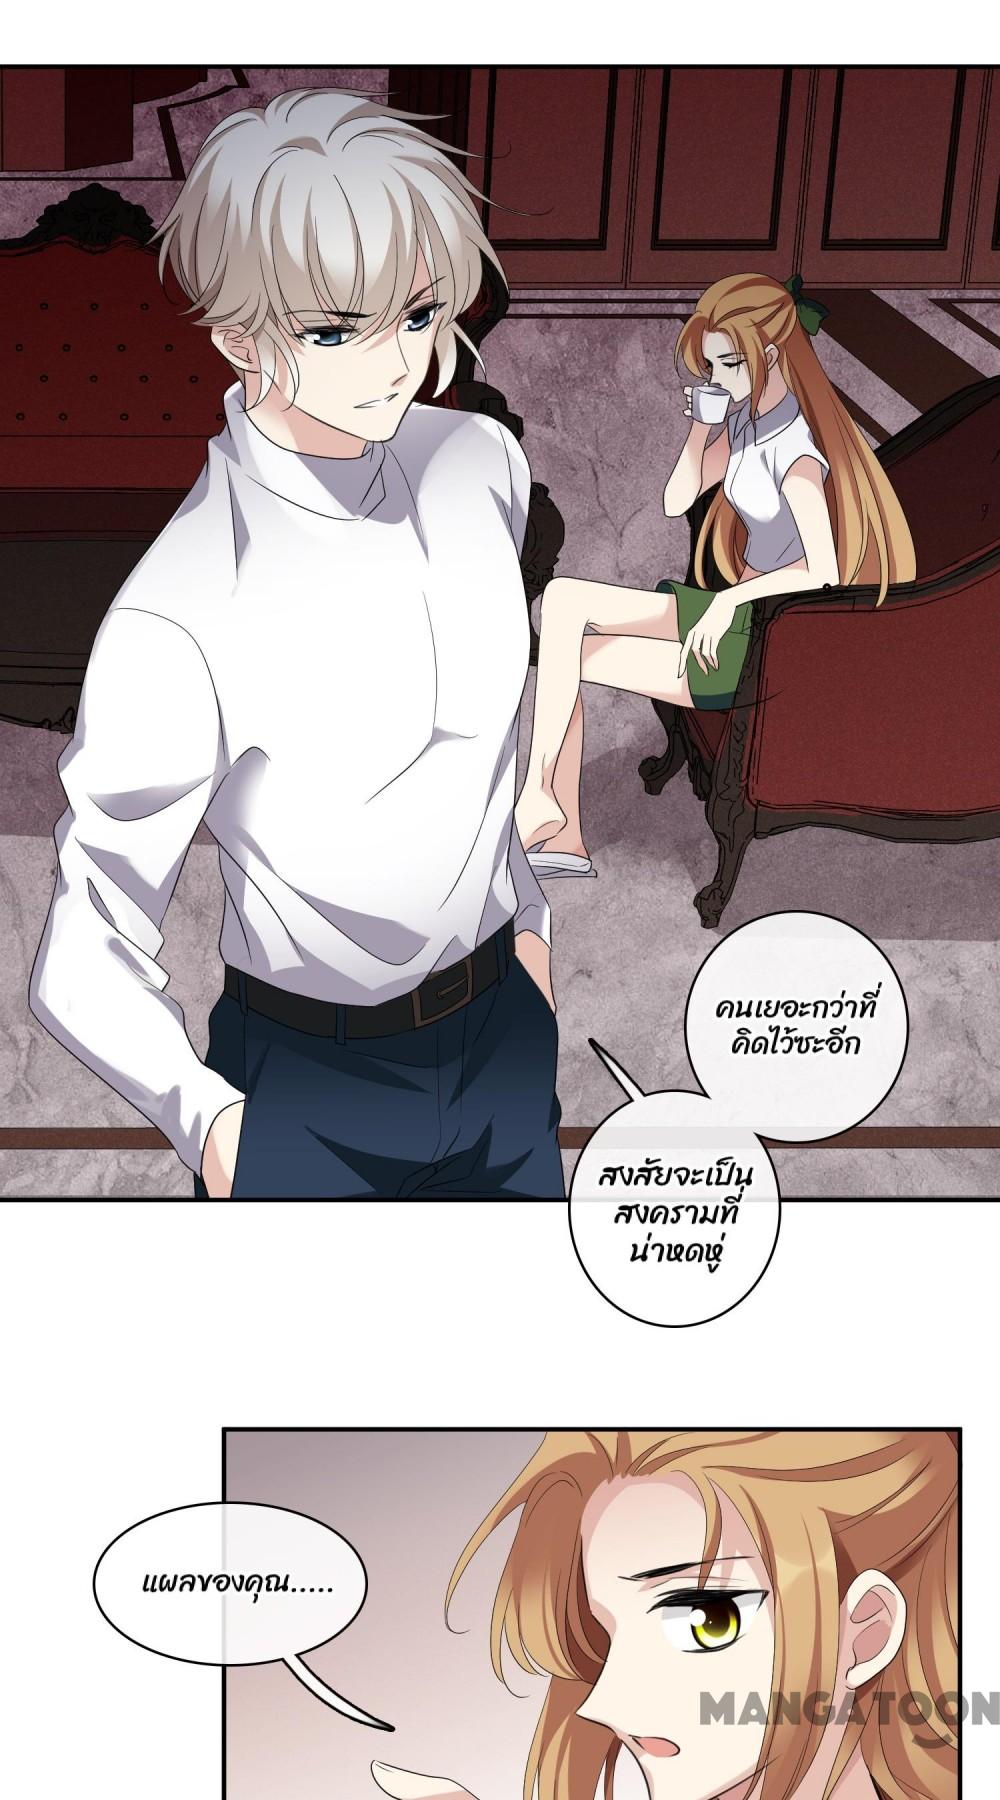 คนเยอะกว่าที่
คิดไว้ซะอีก
สงสัยจะเป็น
สงครามที่
น่าหดหู่
แผลของคุณ.....
MANGATOON